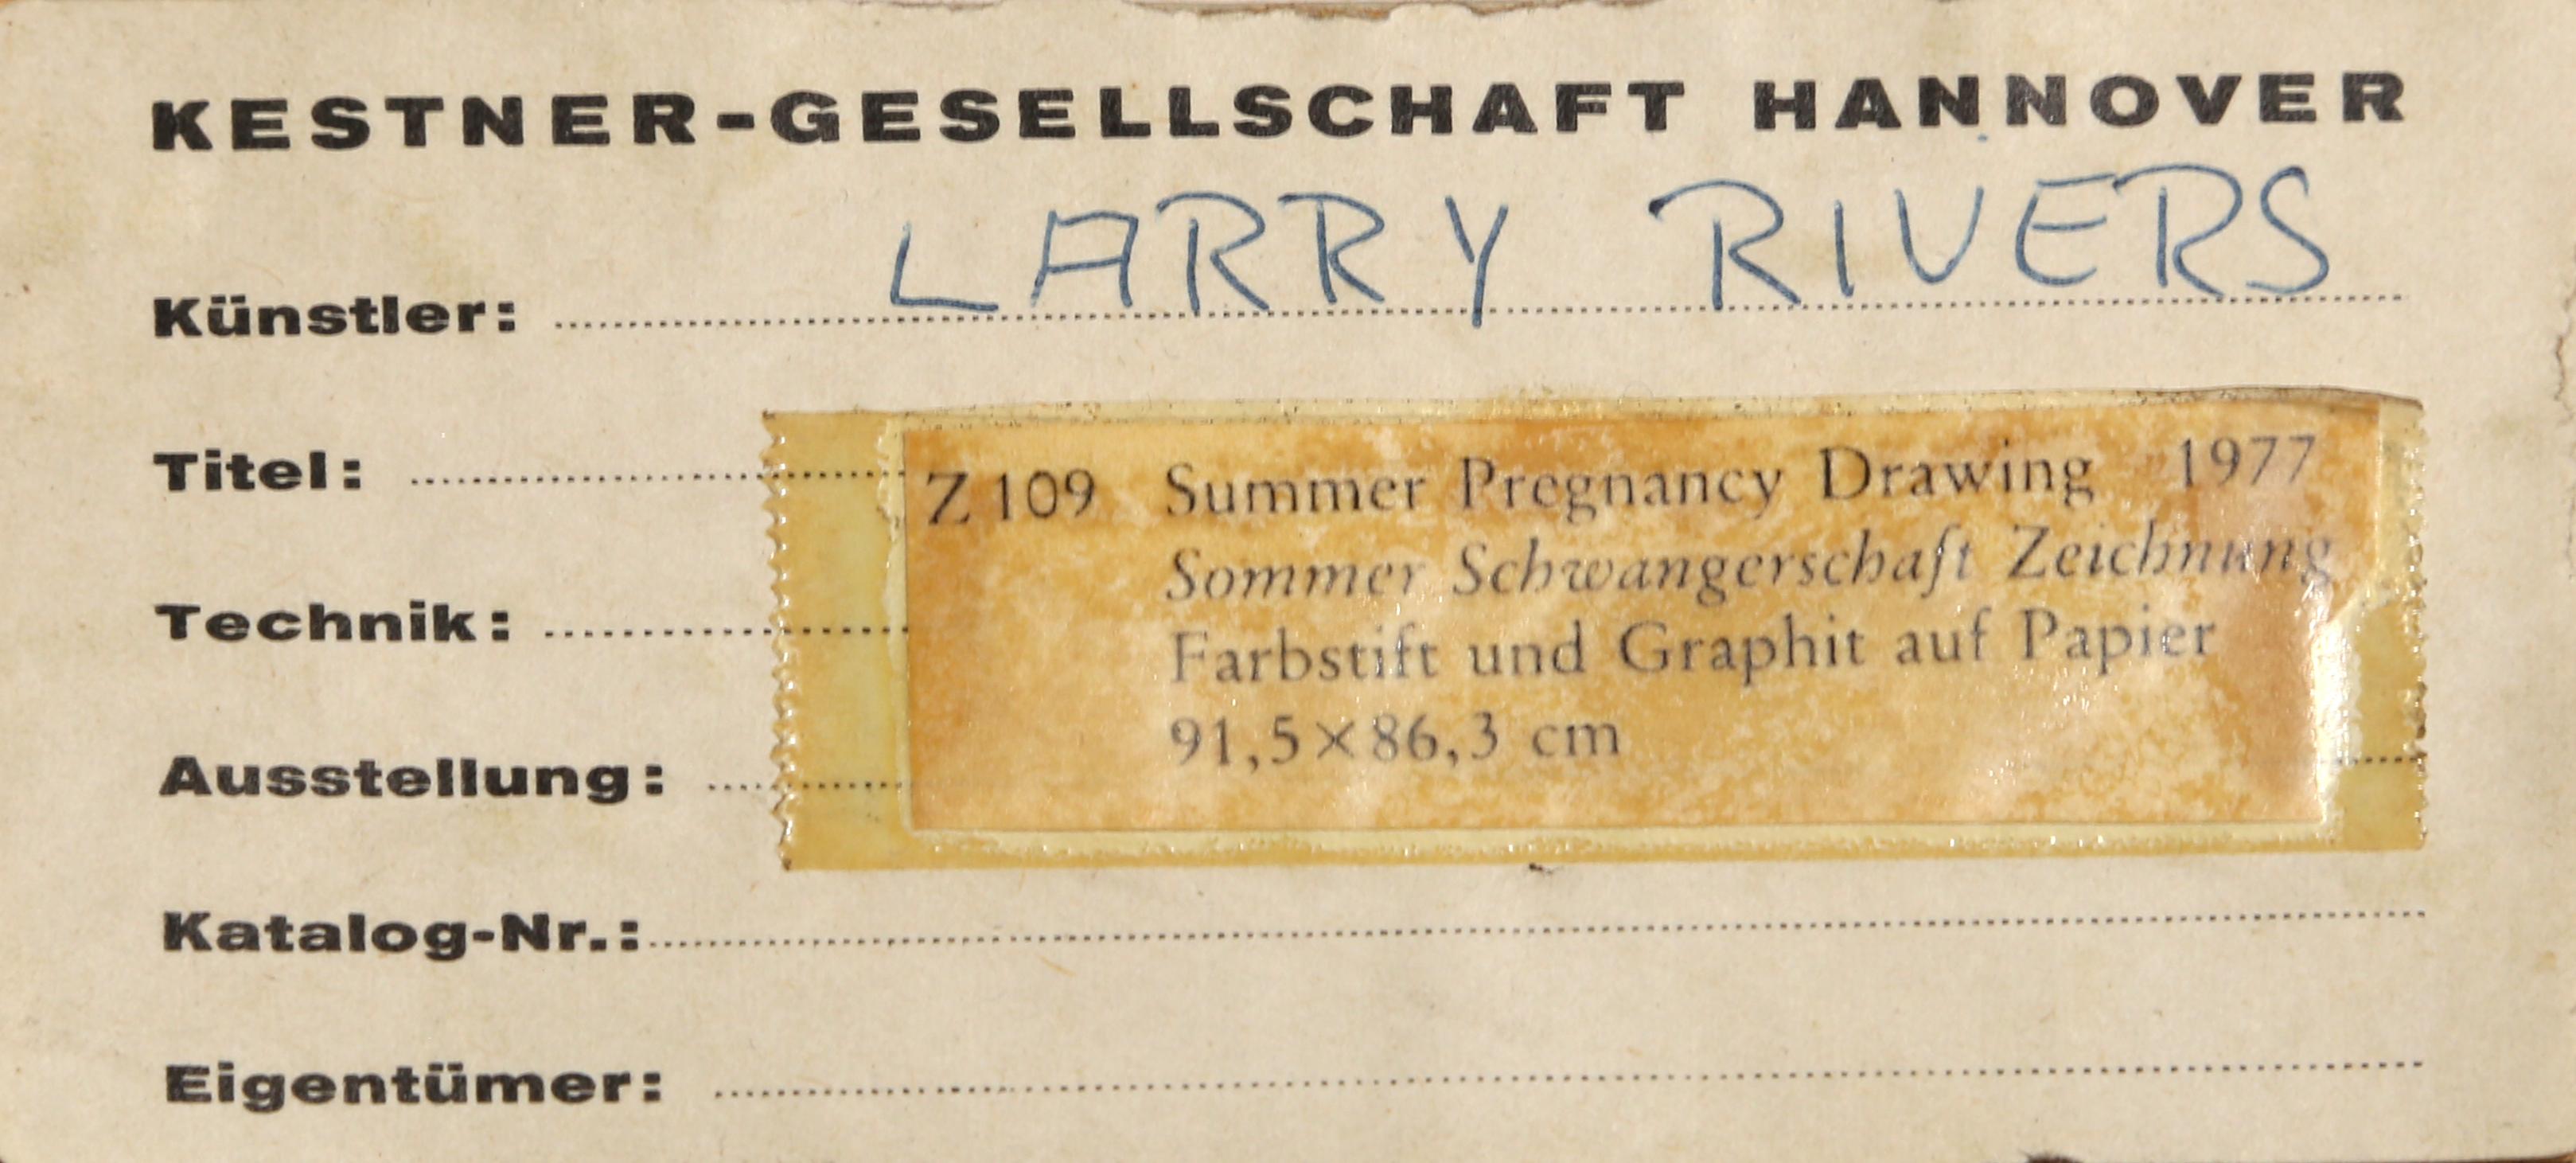 KESTNER-GESELLSCHAFT HANNOVER
Künstler: LARRY RIVERS
Titel: Z 109 Summer Pregnancy Drawing 1977
Sommer Schwangerschaft Zeichnung
Technik: Farbstift und Graphit auf Papier
Ausstellung: 91,5×86,3 cm
Katalog-Nr.:
Eigentümer: